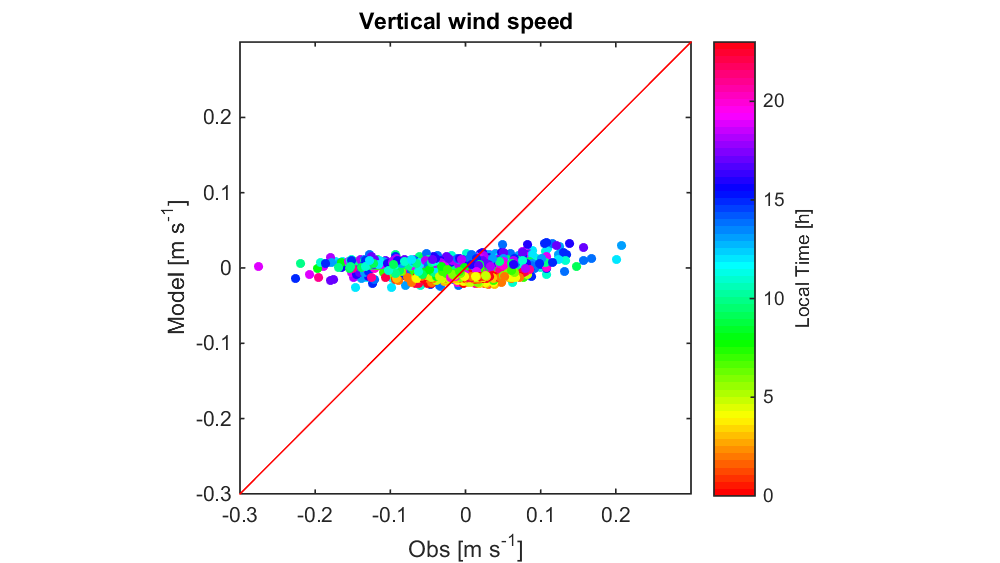 Vertical wind speed
0.2
0.1
0
-0.1
-0.2
-0.3
Model [m s-1]
-0.3 -0.2 -0.1 0 0.1 0.2
Obs [m s-1]
20
15
10
5
0
Local Time [h]